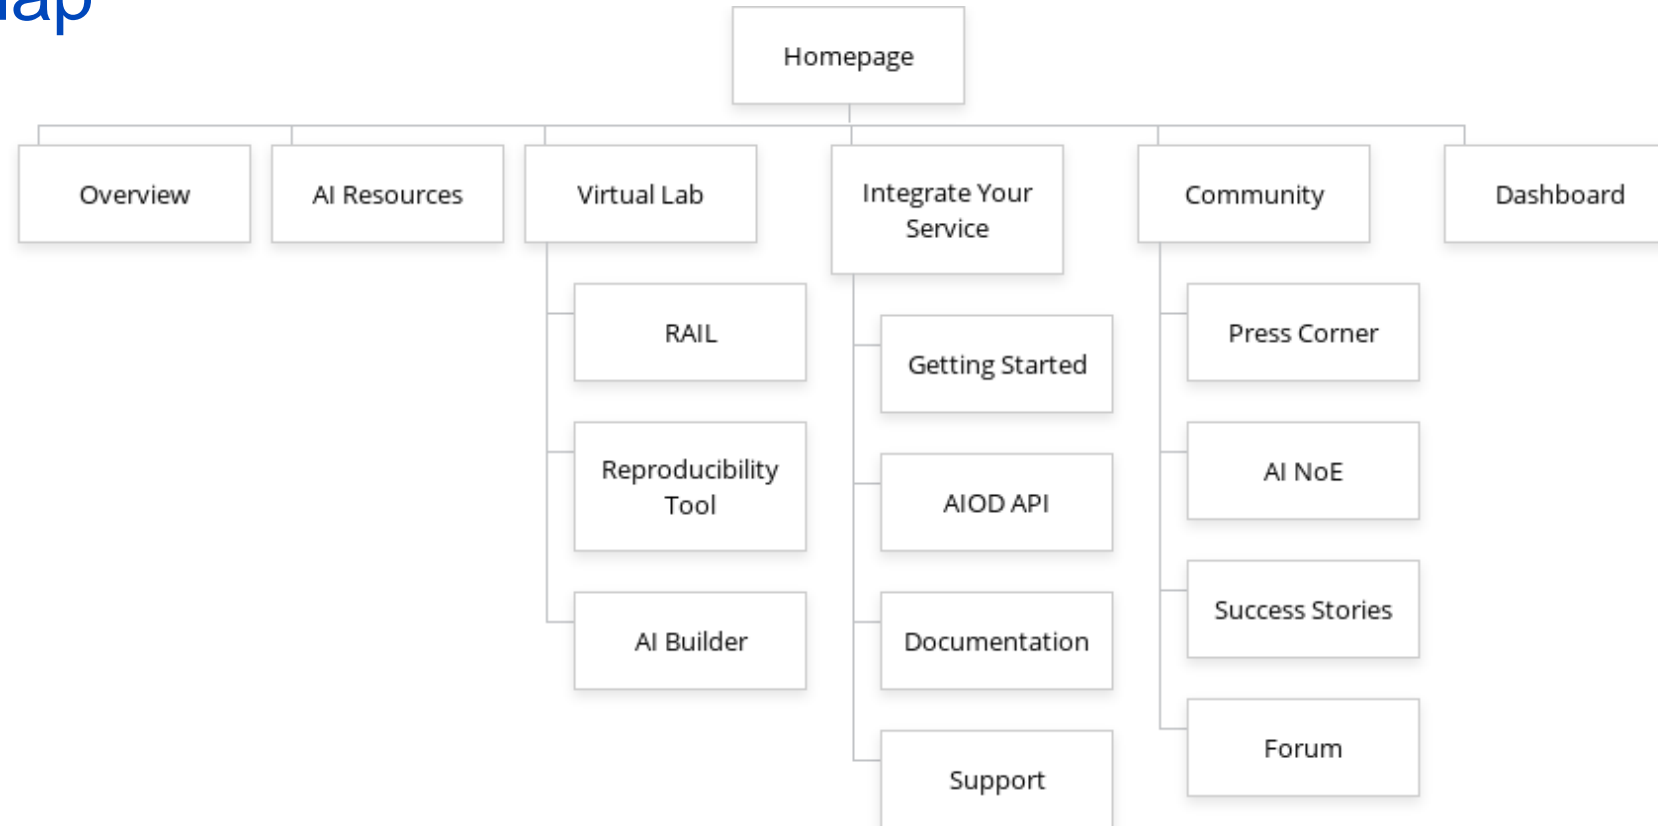 Homepage
Overview
AI Resources
Virtual Lab
Integrate Your
Service
Community
Dashboard
RAIL
Reproducibility
Tool
AI Builder
Getting Started
AIOD API
Documentation
Support
Press Corner
AI NoE
Success Stories
Forum